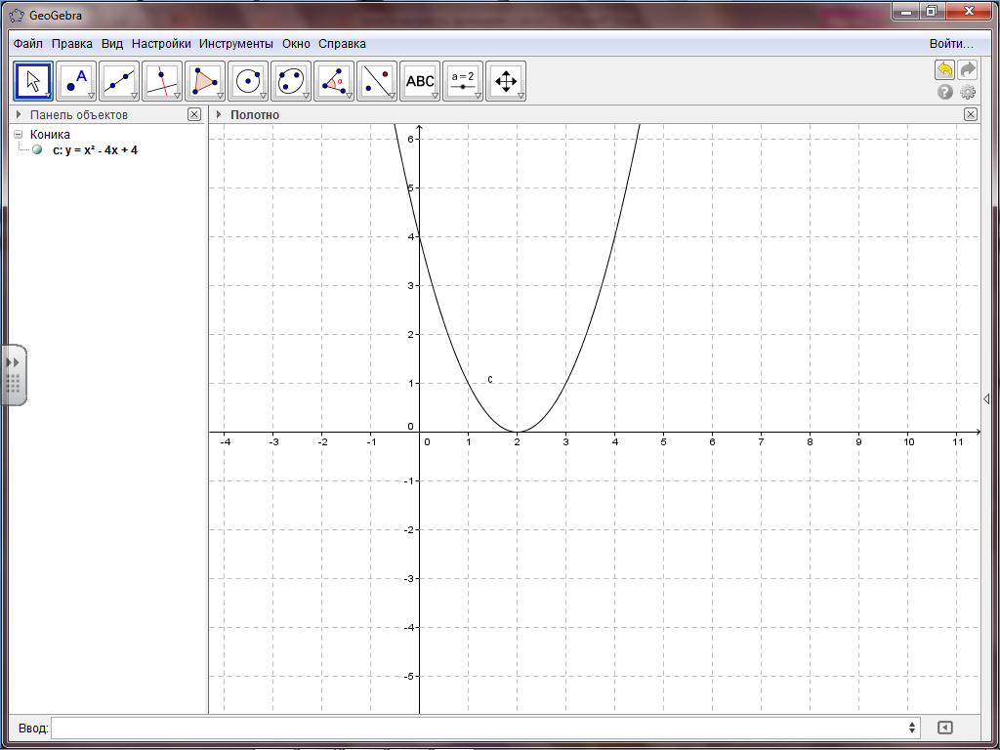 GeoGebra
Файл Правка Вид Настройки Инструменты Окно Справка Войти...
A α ABC a = 2
Панель объектов
Полотно
Коника
c: y = x² - 4x + 4
6
5
4
3
2
1
0
c
-4 -3 -2 -1 0 1 2 3 4 5 6 7 8 9 10 11
-1
-2
-3
-4
-5
Ввод: